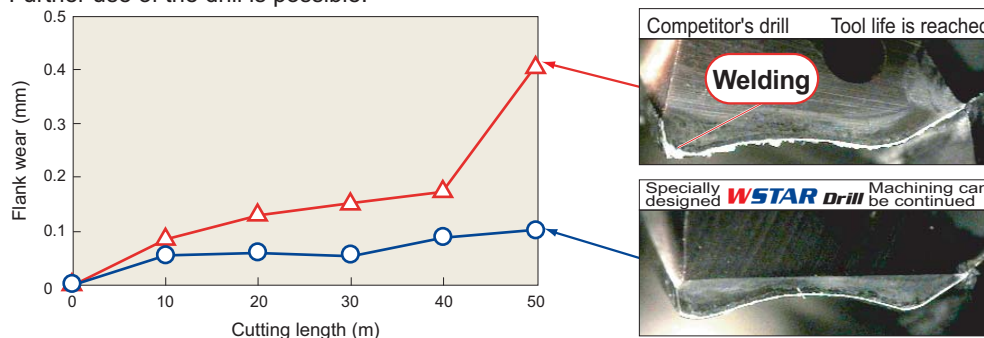 Further use of the drill is possible.
0.5
0.4
0.3
0.2
0.1
0
Flank wear (mm)
0
10
20
30
40
50
Cutting length (m)
Competitor's drill Tool life is reached
Welding
Specially designed WSTAR Drill Machining can be continued